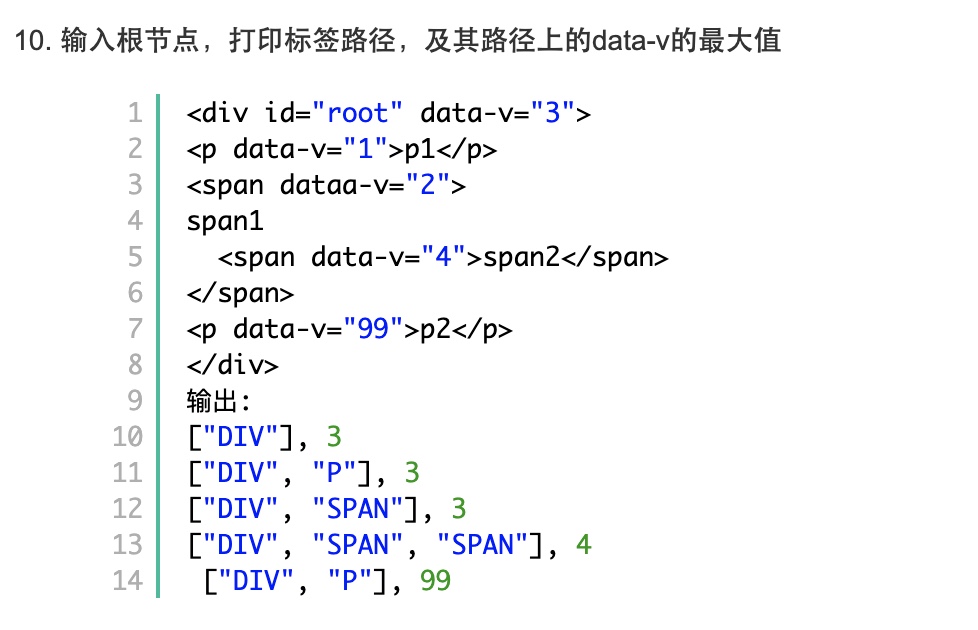 10. 输入根节点，打印标签路径，及其路径上的data-v的最大值
1 <div id="root" data-v="3">
2 <p data-v="1">p1</p>
3 <span dataa-v="2">
4 span1
5   <span data-v="4">span2</span>
6 </span>
7 <p data-v="99">p2</p>
8 </div>
9 输出：
10 ["DIV"], 3
11 ["DIV", "P"], 3
12 ["DIV", "SPAN"], 3
13 ["DIV", "SPAN", "SPAN"], 4
14  ["DIV", "P"], 99